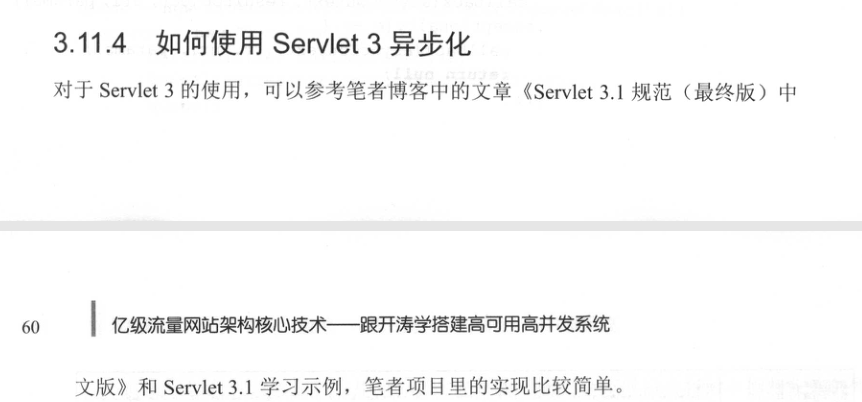 3.11.4 如何使用 Servlet 3 异步化
对于 Servlet 3 的使用，可以参考笔者博客中的文章《Servlet 3.1 规范（最终版）中
60 亿级流量网站架构核心技术——跟开涛学搭建高可用高并发系统
文版》和 Servlet 3.1 学习示例，笔者项目里的实现比较简单。